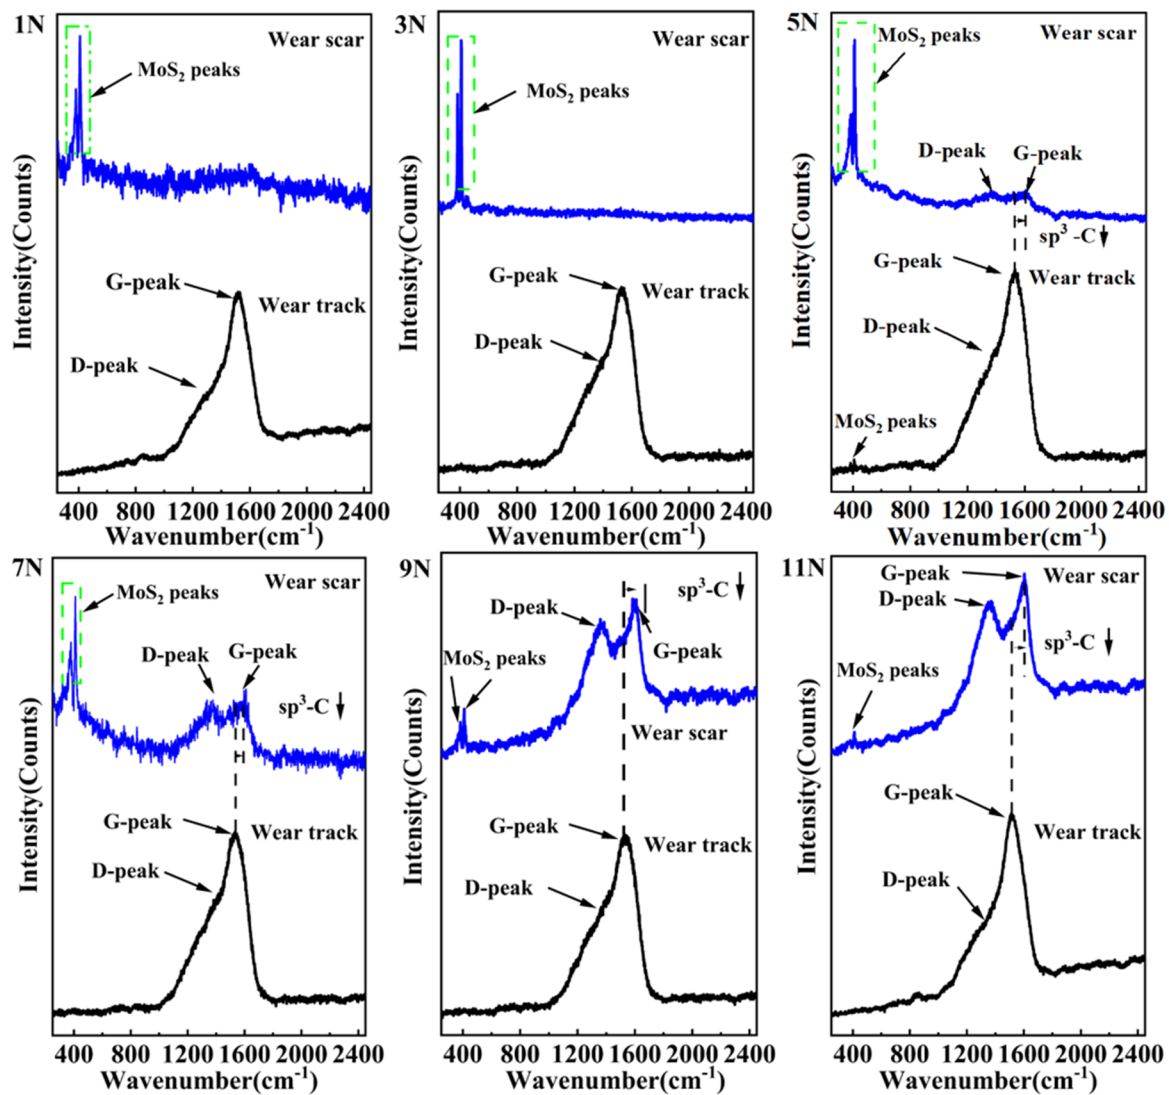 1N
Wear scar
MoS2 peaks
G-peak
Wear track
D-peak
Intensity(Counts)
400 800 1200 1600 2000 2400
Wavenumber(cm-1)
3N
Wear scar
MoS2 peaks
G-peak
Wear track
D-peak
Intensity(Counts)
400 800 1200 1600 2000 2400
Wavenumber(cm-1)
5N
MoS2 peaks
Wear scar
D-peak
G-peak
sp3 -C
G-peak
Wear track
D-peak
MoS2 peaks
Intensity(Counts)
400 800 1200 1600 2000 2400
Wavenumber(cm-1)
7N
Wear scar
MoS2 peaks
D-peak
G-peak
sp3-C
G-peak
Wear track
D-peak
Intensity(Counts)
400 800 1200 1600 2000 2400
Wavenumber(cm-1)
9N
sp3-C
D-peak
G-peak
MoS2 peaks
Wear scar
G-peak
Wear track
D-peak
Intensity(Counts)
400 800 1200 1600 2000 2400
Wavenumber(cm-1)
11N
G-peak
Wear scar
D-peak
sp3-C
MoS2 peaks
G-peak
Wear track
D-peak
Intensity(Counts)
400 800 1200 1600 2000 2400
Wavenumber(cm-1)